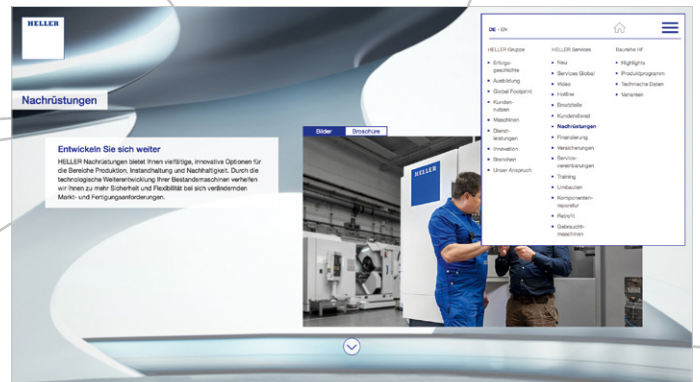 HELLER
Nachrüstungen
Entwickeln Sie sich weiter
HELLER Nachrüstungen bietet Ihnen vielfältige, innovative Optionen für
die Bereiche Produktion, Instandhaltung und Nachhaltigkeit. Durch die
technologische Weiterentwicklung Ihrer Bestandsmaschinen verhelfen
wir Ihnen zu mehr Sicherheit und Flexibilität bei sich verändernden
Markt- und Fertigungsanforderungen.
Bilder Broschüre
HELLER
DE - EN
HELLER-Gruppe
Erfolgs-
geschichte
Ausbildung
Global Footprint
Kunden-
nutzen
Maschinen
Dienst-
leistungen
Innovation
Branchen
Unser Anspruch
HELLER Services
Neu
Services Global
Video
Hotline
Ersatzteile
Kundendienst
Nachrüstungen
Finanzierung
Versicherungen
Service-
vereinbarungen
Training
Umbauten
Komponenten-
reparatur
Retrofit
Gebraucht-
maschinen
Baureihe HF
Highlights
Produktprogramm
Technische Daten
Varianten